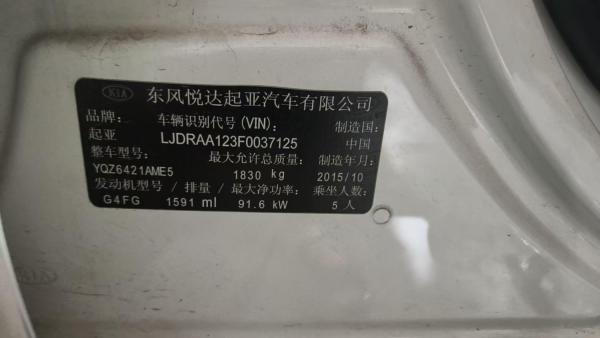 KIA 东风悦达起亚汽车有限公司
品牌: 车辆识别代号(VIN): 制造国:
起亚 LJDRAA123F0037125 中国
整车型号: 最大允许总质量: 制造年月:
YQZ6421AME5 1830 kg 2015/10
发动机型号 / 排量 / 最大净功率: 乘坐人数:
G4FG 1591 ml 91.6 kW 5 人
KIA